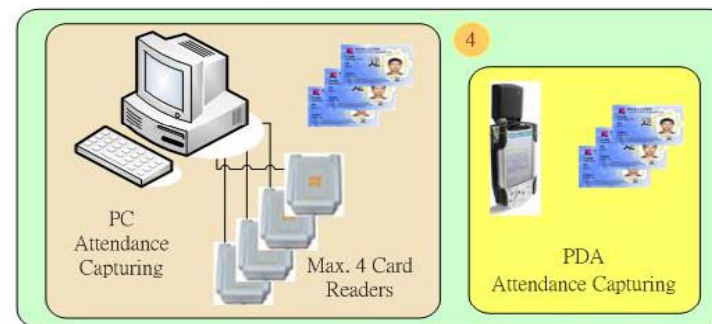 4
PC
Attendance
Capturing
Max. 4 Card
Readers
PDA
Attendance Capturing